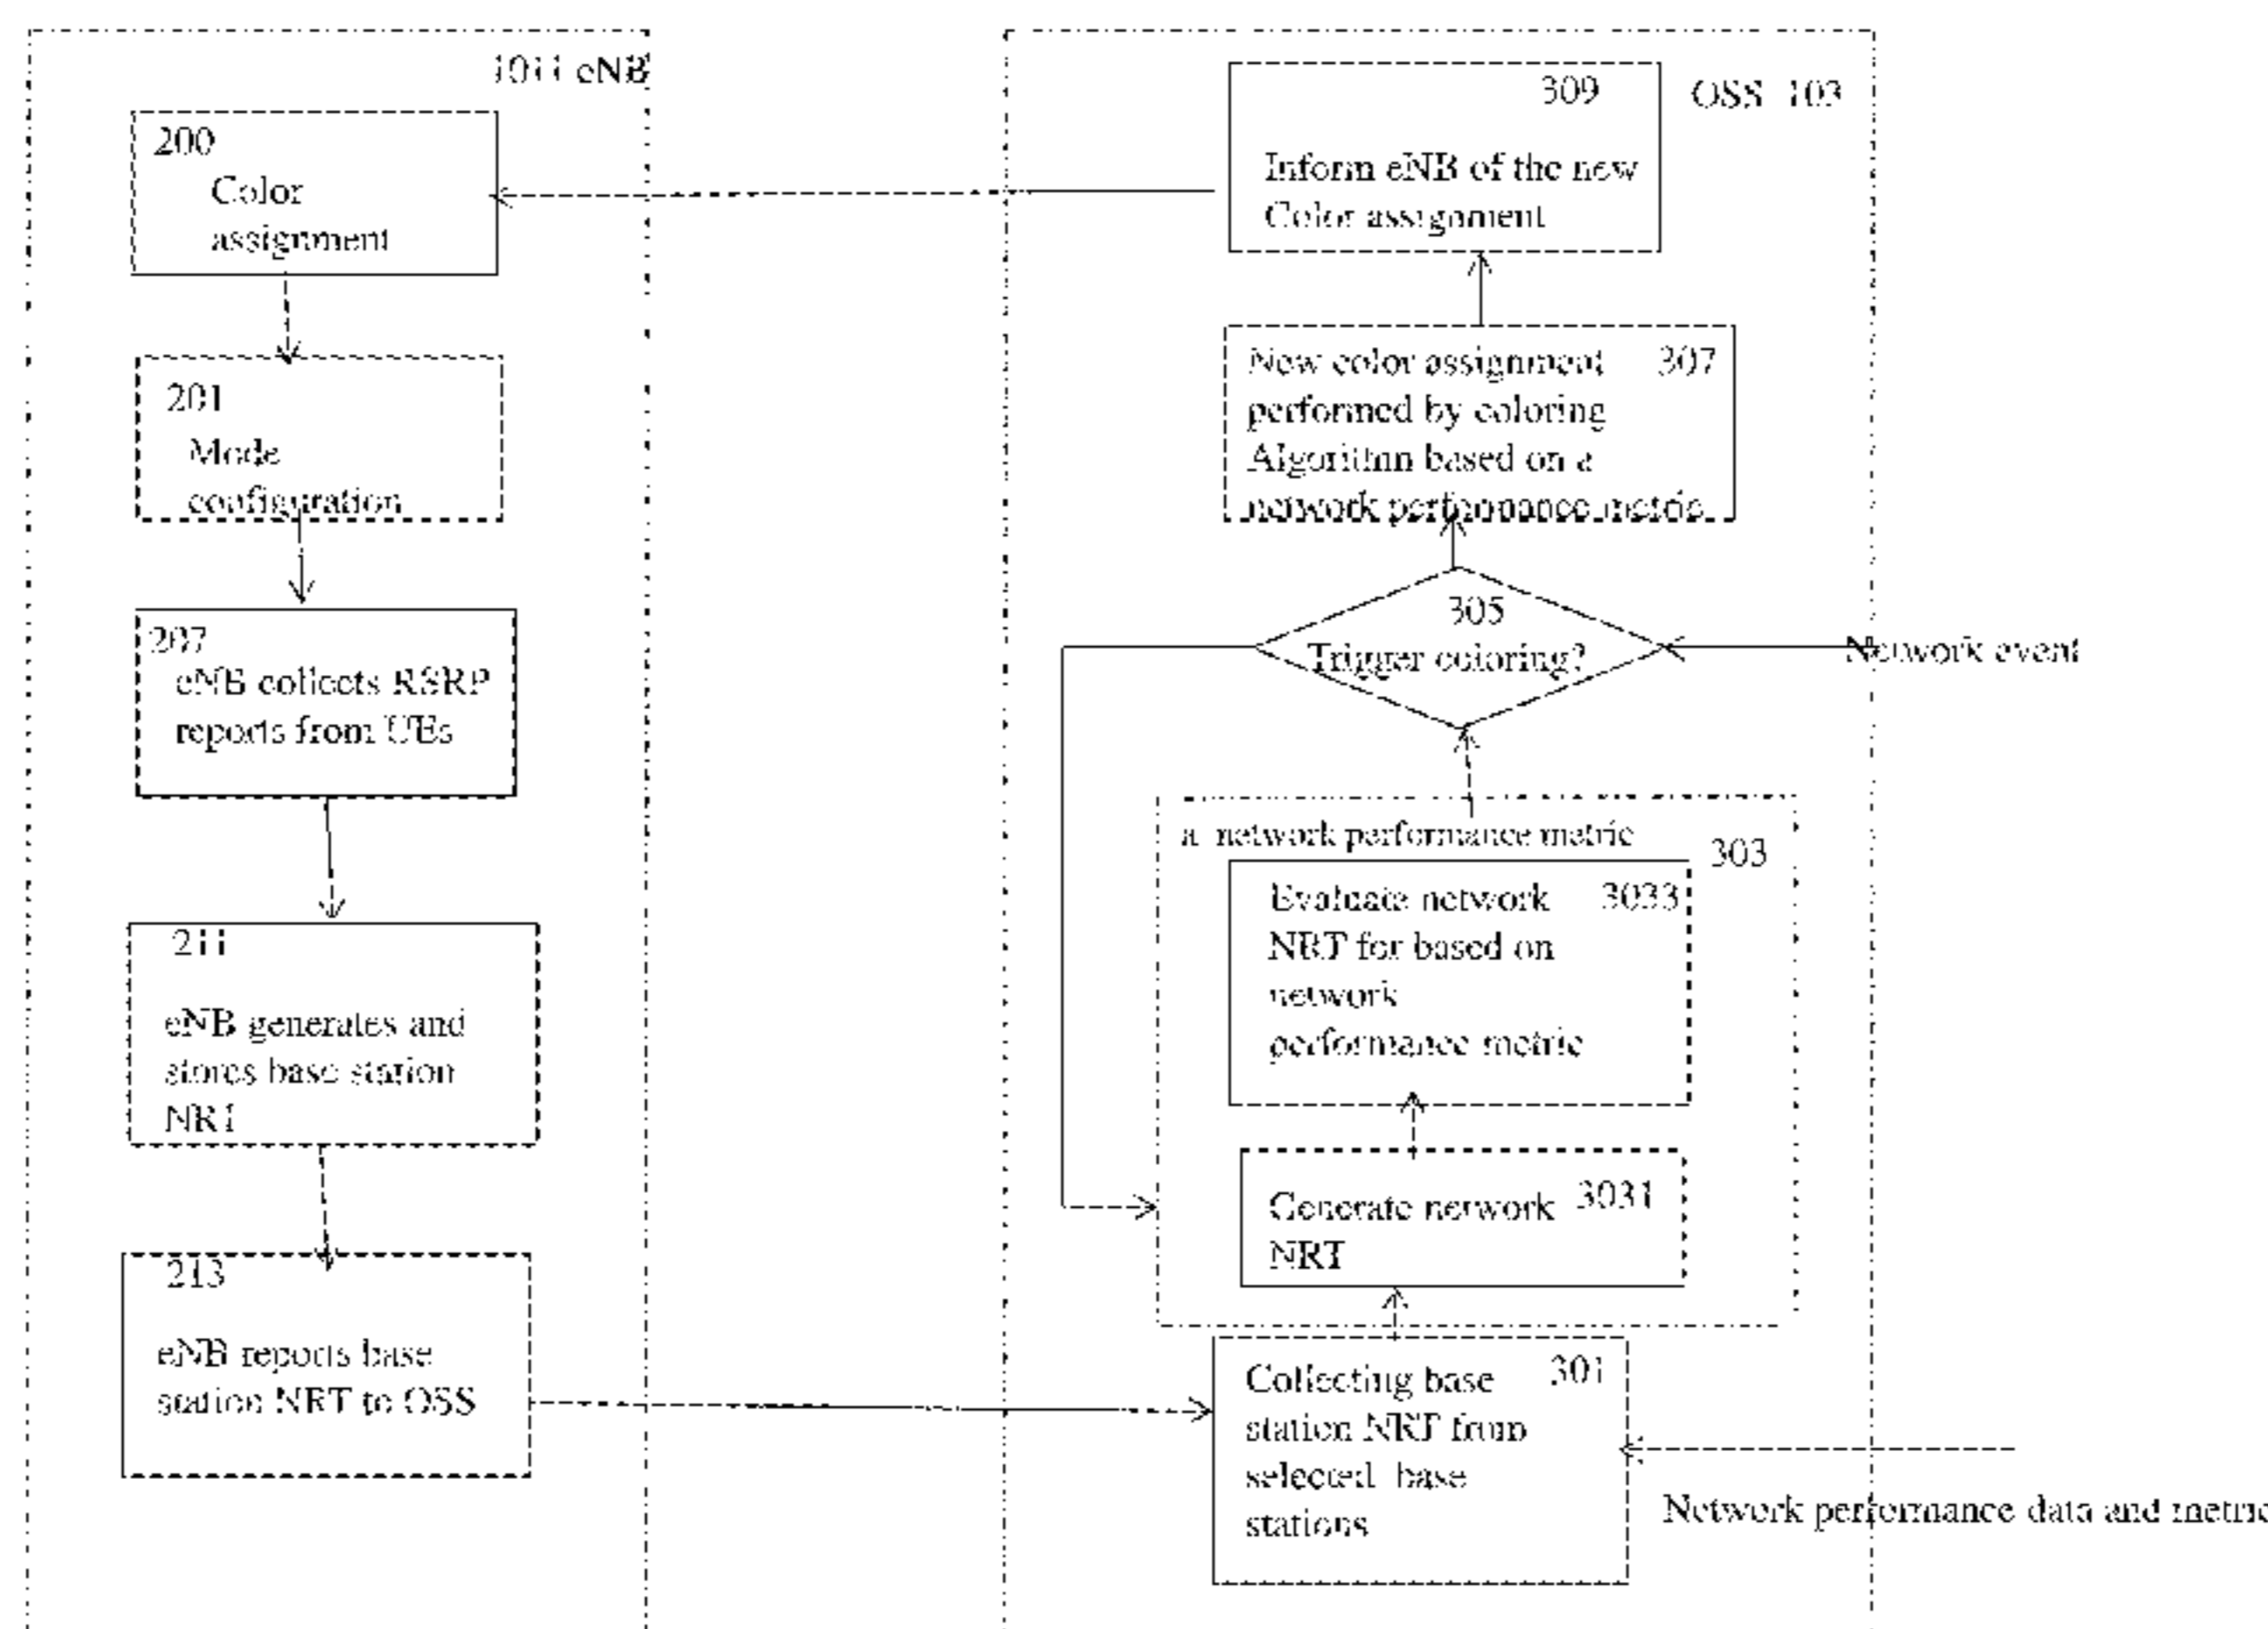 1011 eNB
200
Color
assignment
201
Mode
configuration
207
eNB collects RSRP
reports from UEs
211
eNB generates and
stores base station
NRT
213
eNB reports base
station NRT to OSS
OSS 103
309
Inform eNB of the new
Color assignment
New color assignment 307
performed by coloring
Algorithm based on a
network performance metric
305
Trigger coloring?
Network event
a network performance metric
303
Evaluate network 3033
NRT for based on
network
performance metric
Generate network 3031
NRT
Collecting base 301
station NRT from
selected base
stations
Network performance data and metric